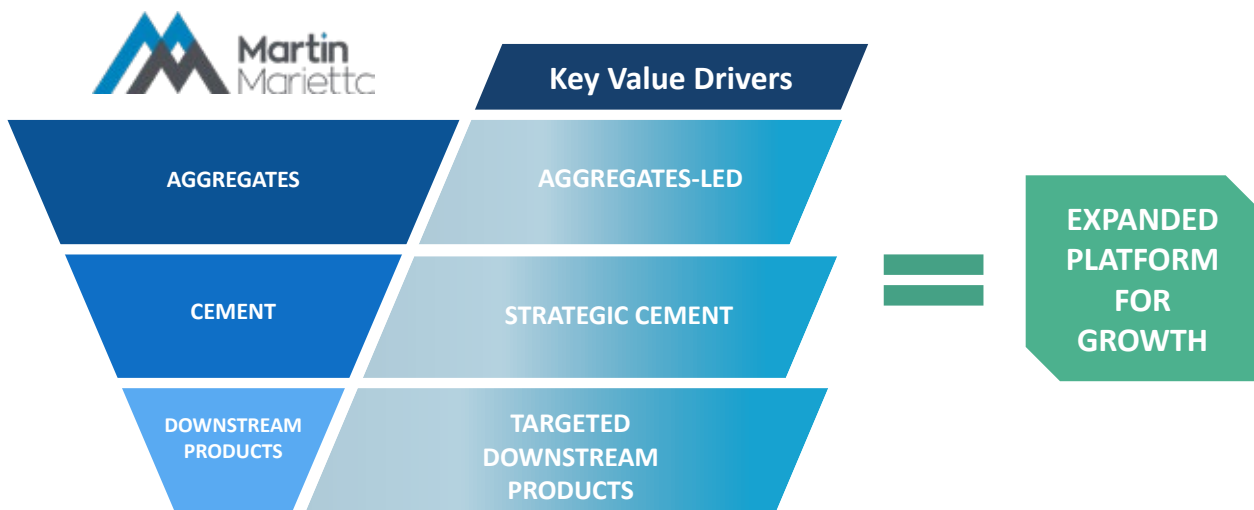 Martin
Mariettc
Key Value Drivers
AGGREGATES
AGGREGATES-LED
CEMENT
STRATEGIC CEMENT
DOWNSTREAM
PRODUCTS
TARGETED
DOWNSTREAM
PRODUCTS
EXPANDED
PLATFORM
FOR
GROWTH